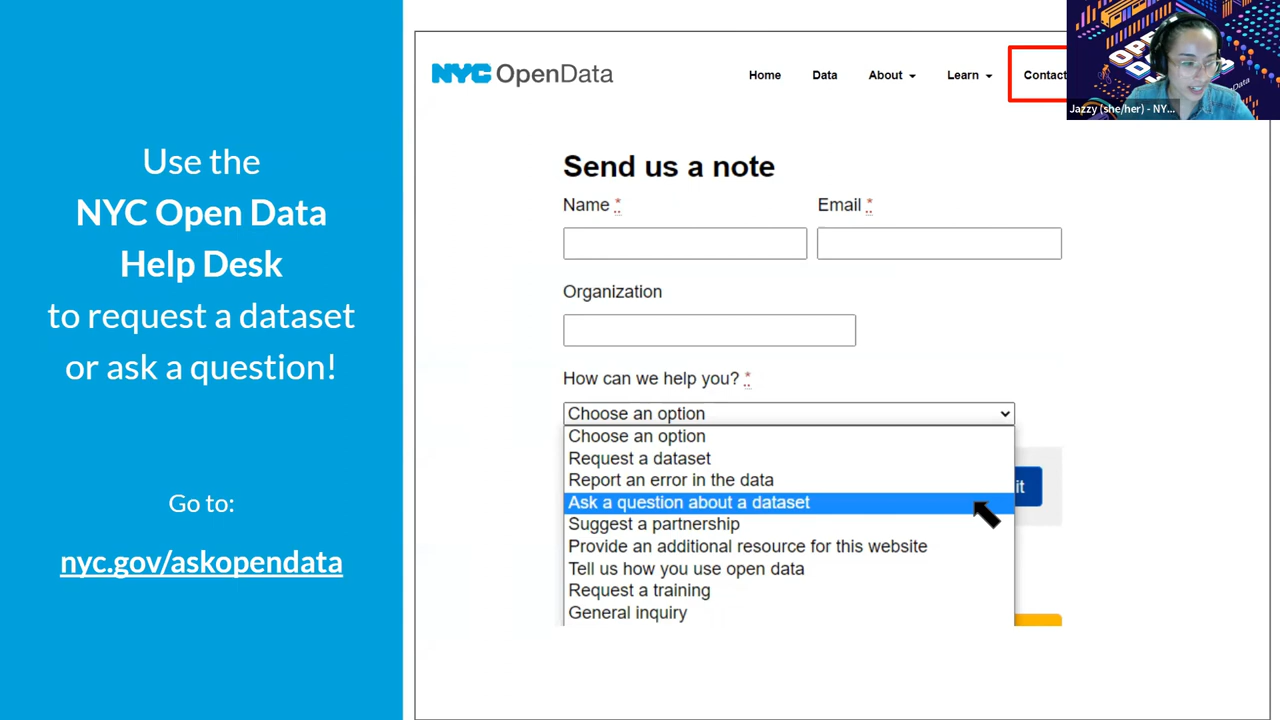 Use the
NYC Open Data
Help Desk
to request a dataset
or ask a question!
Go to:
nyc.gov/askopendata
NYC OpenData
Home
Data
About
Learn
Contact
Send us a note
Name *
Email *
Organization
How can we help you? *
Choose an option
Choose an option
Request a dataset
Report an error in the data
Ask a question about a dataset
Suggest a partnership
Provide an additional resource for this website
Tell us how you use open data
Request a training
General inquiry
it
OPEN
Data
Jazzy (she/her) - NY...